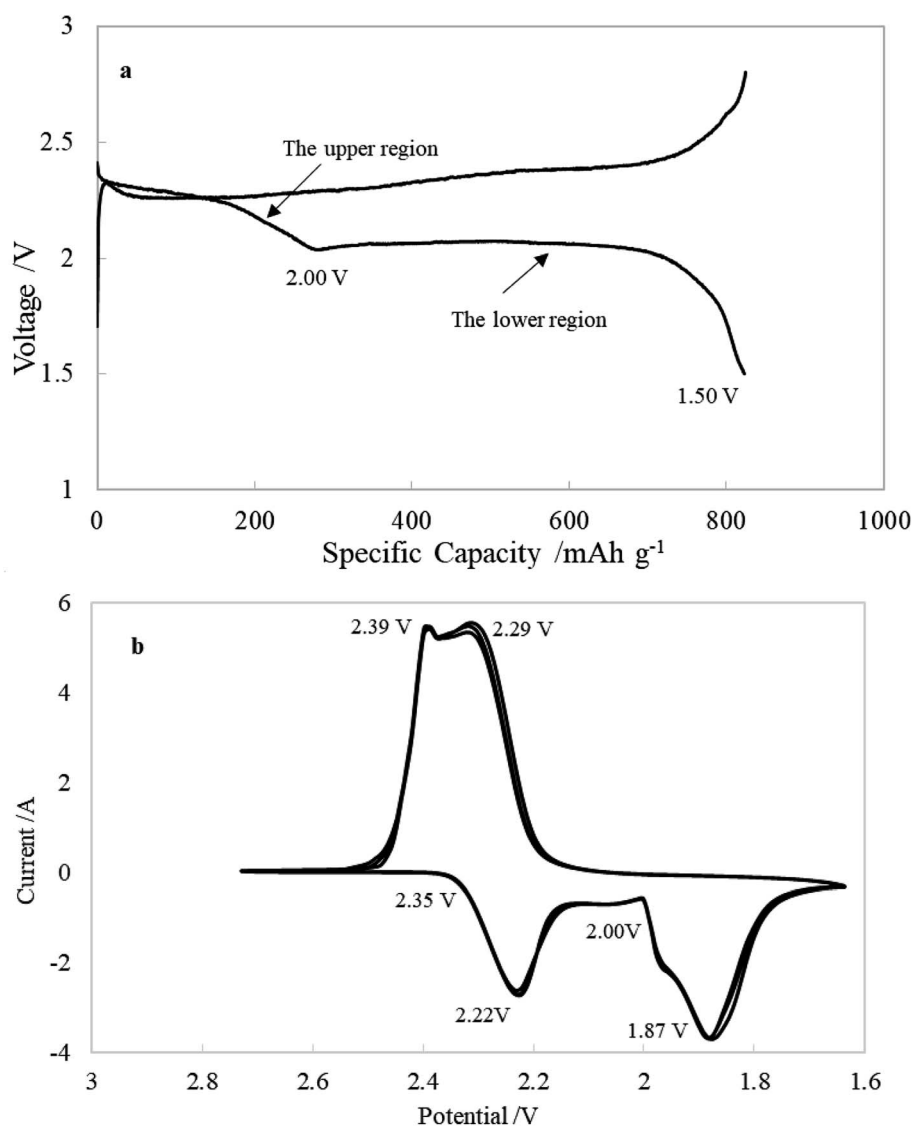 3
a
2.5
The upper region
2
2.00 V
The lower region
1.5
1.50 V
1
0 200 400 600 800 1000
Voltage /V
Specific Capacity /mAh g⁻¹
6
2.39 V 2.29 V
b
4
2
0
2.35 V
2.00V
-2
2.22V
1.87 V
-4
3 2.8 2.6 2.4 2.2 2 1.8 1.6
Current /A
Potential /V